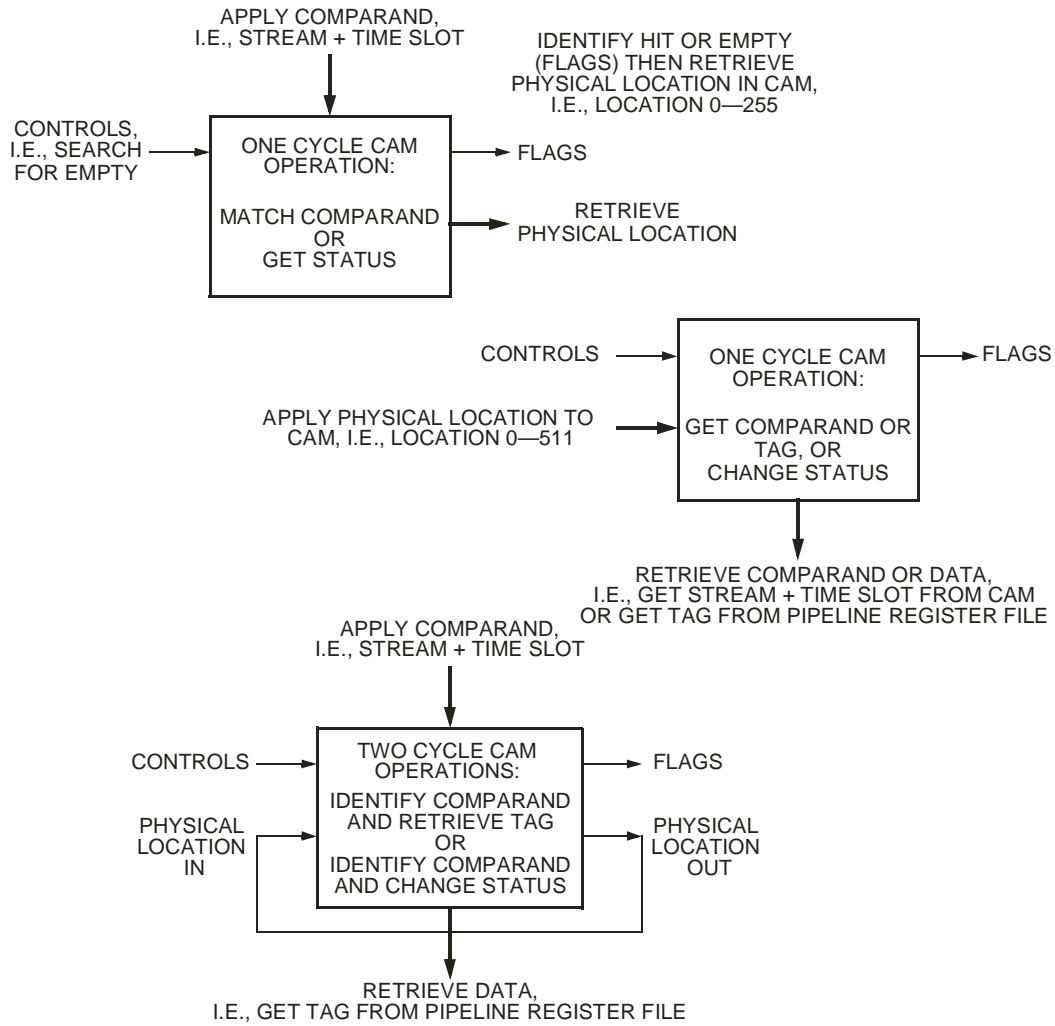 APPLY COMPARAND,
I.E., STREAM + TIME SLOT
IDENTIFY HIT OR EMPTY
(FLAGS) THEN RETRIEVE
PHYSICAL LOCATION IN CAM,
I.E., LOCATION 0—255
CONTROLS,
I.E., SEARCH
FOR EMPTY
ONE CYCLE CAM
OPERATION:
MATCH COMPARAND
OR
GET STATUS
FLAGS
RETRIEVE
PHYSICAL LOCATION
CONTROLS
APPLY PHYSICAL LOCATION TO
CAM, I.E., LOCATION 0—511
ONE CYCLE CAM
OPERATION:
GET COMPARAND OR
TAG, OR
CHANGE STATUS
FLAGS
RETRIEVE COMPARAND OR DATA,
I.E., GET STREAM + TIME SLOT FROM CAM
OR GET TAG FROM PIPELINE REGISTER FILE
APPLY COMPARAND,
I.E., STREAM + TIME SLOT
CONTROLS
PHYSICAL
LOCATION
IN
TWO CYCLE CAM
OPERATIONS:
IDENTIFY COMPARAND
AND RETRIEVE TAG
OR
IDENTIFY COMPARAND
AND CHANGE STATUS
FLAGS
PHYSICAL
LOCATION
OUT
RETRIEVE DATA,
I.E., GET TAG FROM PIPELINE REGISTER FILE